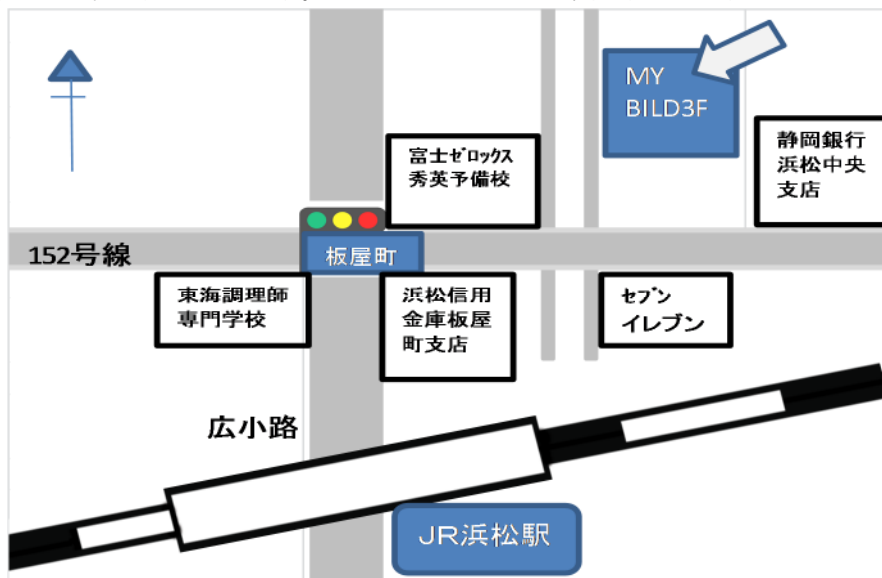 MY
BILD3F
富士ｾﾞﾛｯｸｽ
秀英予備校
静岡銀行
浜松中央
支店
152号線
板屋町
東海調理師
専門学校
浜松信用
金庫板屋
町支店
ｾﾌﾞﾝ
イレブン
広小路
JR浜松駅